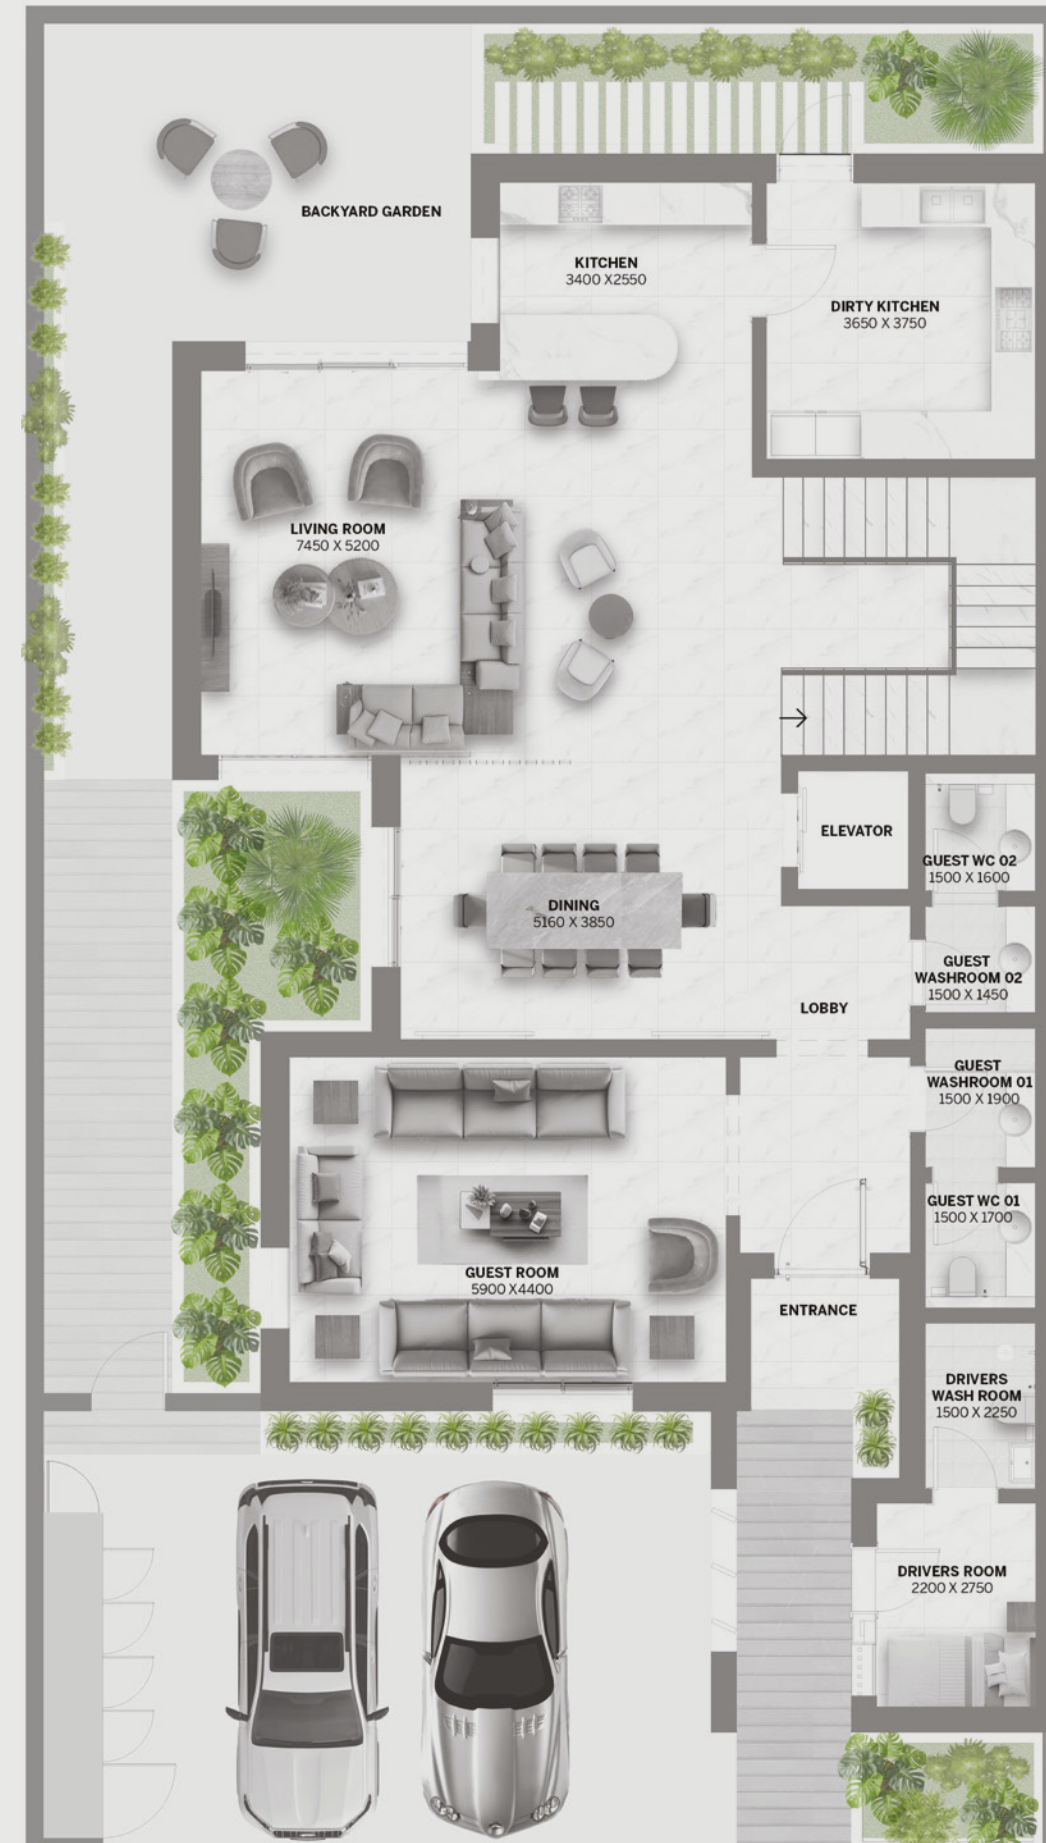 BACKYARD GARDEN
KITCHEN
3400 X2550
DIRTY KITCHEN
3650 X 3750
LIVING ROOM
7450 X 5200
ELEVATOR
GUEST WC 02
1500 X 1600
DINING
5160 X 3850
GUEST
WASHROOM 02
1500 X 1450
LOBBY
GUEST
WASHROOM 01
1500 X 1900
GUEST WC 01
1500 X 1700
GUEST ROOM
5900 X4400
ENTRANCE
DRIVERS
WASH ROOM
1500 X 2250
DRIVERS ROOM
2200 X 2750